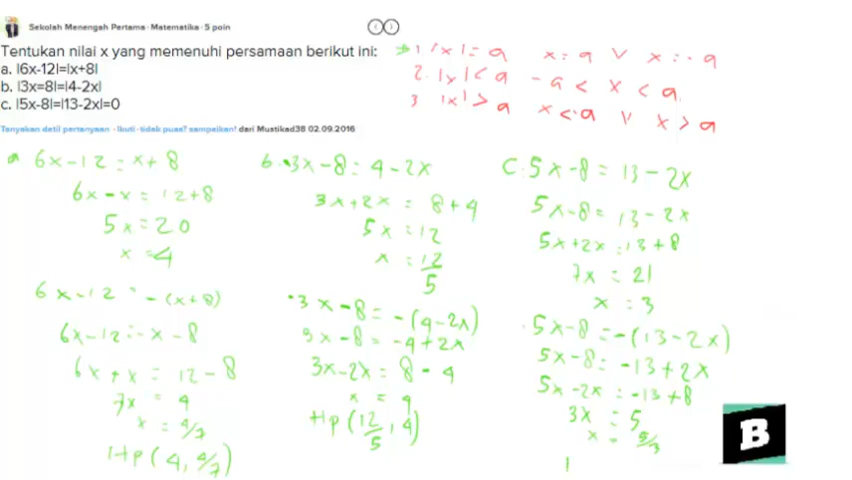 Sekolah Menengah Pertama · Matematika · 5 poin
Tentukan nilai x yang memenuhi persamaan berikut ini:
a. |6x-12|=|x+8|
b. |3x=8|=|4-2x|
c. |5x-8|=|13-2x|=0
Tanyakan detil pertanyaan · Ikuti · tidak puas? sampaikan! dari Mustikad38 02.09.2016
1 |x| = a x = a v x = -a
2. |x| < a -a < x < a.
3 |x| > a x < -a v x > a
a 6x-12 = x+8
6x-x = 12+8
5x = 20
x = 4
6x-12 = -(x+8)
6x-12 = -x-8
6x+x = 12-8
7x = 4
x = 4/7
Hp (4, 4/7)
b. 3x-8 = 4-2x
3x+2x = 8+4
5x = 12
x = 12/5
3x-8 = -(4-2x)
3x-8 = -4+2x
3x-2x = 8-4
x = 4
Hp (12/5, 4)
C. 5x-8 = 13-2x
5x-8 = 13-2x
5x+2x = 13+8
7x = 21
x = 3
5x-8 = -(13-2x)
5x-8 = -13+2x
5x-2x = -13+8
3x = 5
x = 5/3
B